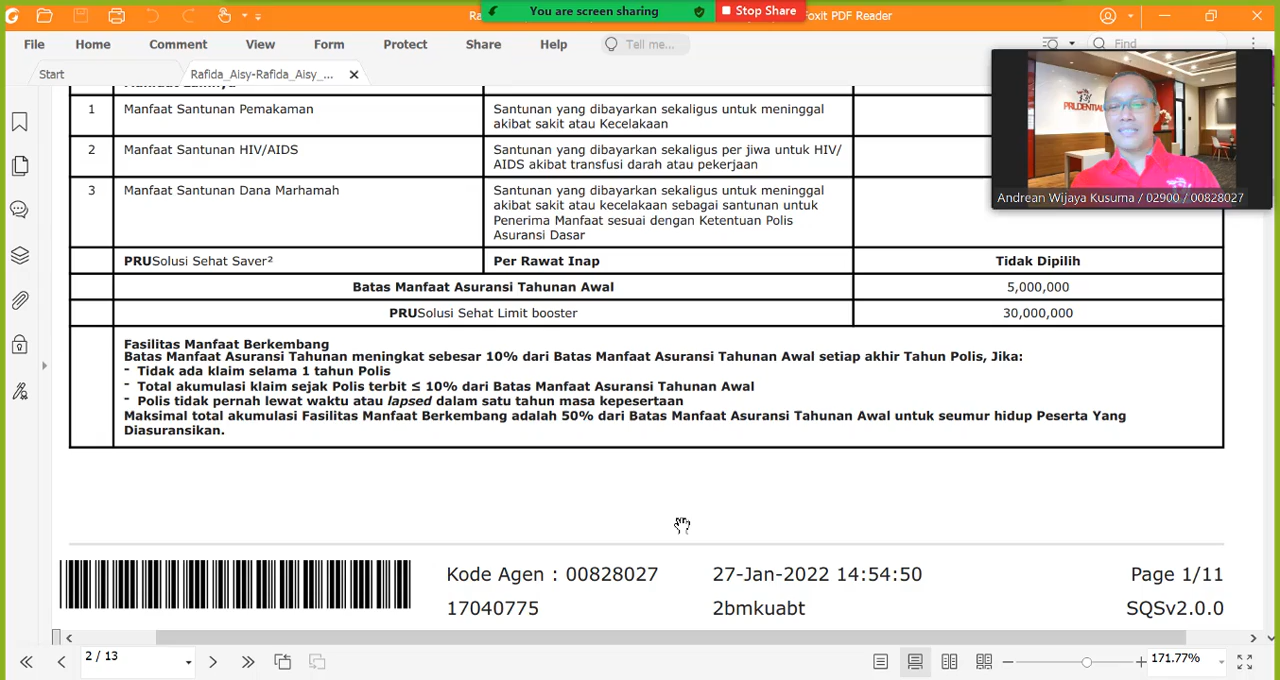 You are screen sharing
Stop Share
Ra
Foxit PDF Reader
File
Home
Comment
View
Form
Protect
Share
Help
Tell me...
Find
Start
Rafida_Aisy-Rafida_Aisy_...
PRUDENTIAL
Andrean Wijaya Kusuma / 02900 / 00828027
1
Manfaat Santunan Pemakaman
Santunan yang dibayarkan sekaligus untuk meninggal
akibat sakit atau Kecelakaan
2
Manfaat Santunan HIV/AIDS
Santunan yang dibayarkan sekaligus per jiwa untuk HIV/
AIDS akibat transfusi darah atau pekerjaan
3
Manfaat Santunan Dana Marhamah
Santunan yang dibayarkan sekaligus untuk meninggal
akibat sakit atau kecelakaan sebagai santunan untuk
Penerima Manfaat sesuai dengan Ketentuan Polis
Asuransi Dasar
PRUSolusi Sehat Saver²
Per Rawat Inap
Tidak Dipilih
Batas Manfaat Asuransi Tahunan Awal
5,000,000
PRUSolusi Sehat Limit booster
30,000,000
Fasilitas Manfaat Berkembang
Batas Manfaat Asuransi Tahunan meningkat sebesar 10% dari Batas Manfaat Asuransi Tahunan Awal setiap akhir Tahun Polis, Jika:
- Tidak ada klaim selama 1 tahun Polis
- Total akumulasi klaim sejak Polis terbit ≤ 10% dari Batas Manfaat Asuransi Tahunan Awal
- Polis tidak pernah lewat waktu atau lapsed dalam satu tahun masa kepesertaan
Maksimal total akumulasi Fasilitas Manfaat Berkembang adalah 50% dari Batas Manfaat Asuransi Tahunan Awal untuk seumur hidup Peserta Yang
Diasuransikan.
Kode Agen : 00828027
27-Jan-2022 14:54:50
Page 1/11
17040775
2bmkuabt
SQSv2.0.0
2 / 13
171.77%